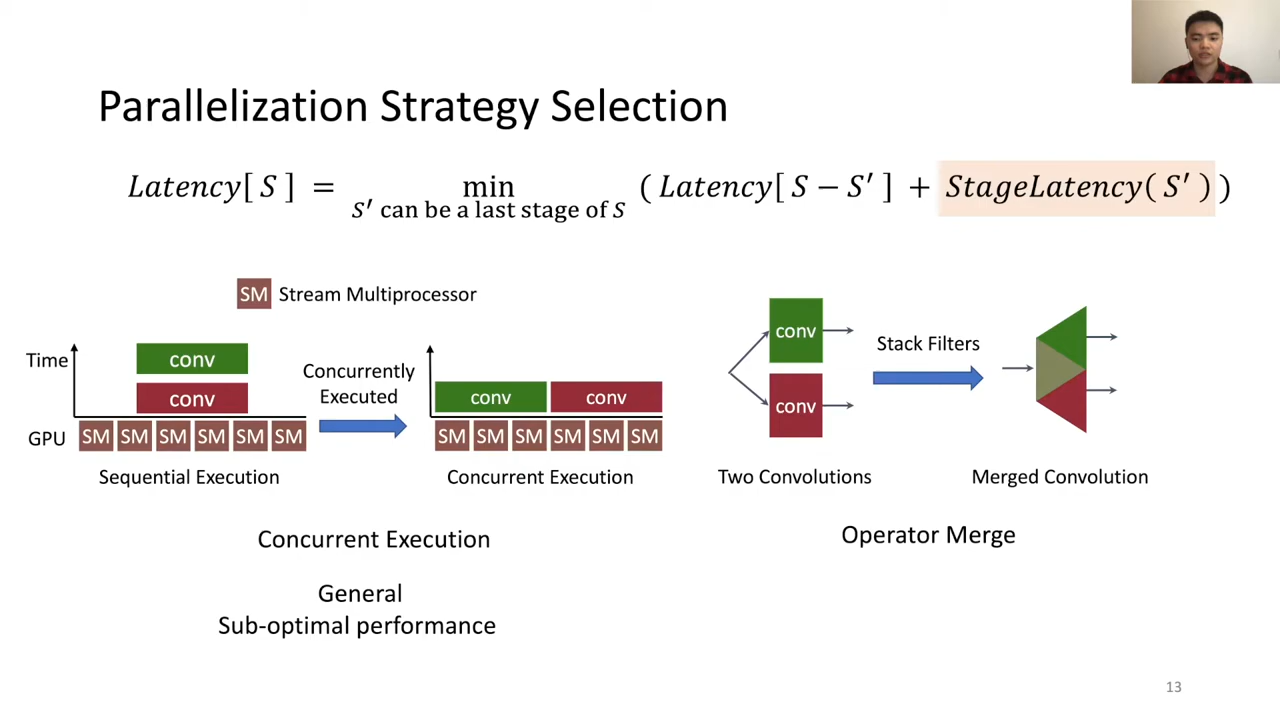 Parallelization Strategy Selection
Latency[ S ] = min ( Latency[ S − S′ ] + StageLatency( S′ ) )
S′ can be a last stage of S
SM Stream Multiprocessor
Time
conv
conv
GPU SM SM SM SM SM SM
Sequential Execution
Concurrently
Executed
conv conv
SM SM SM SM SM SM
Concurrent Execution
conv
conv
Two Convolutions
Stack Filters
Merged Convolution
Concurrent Execution
Operator Merge
General
Sub-optimal performance
13